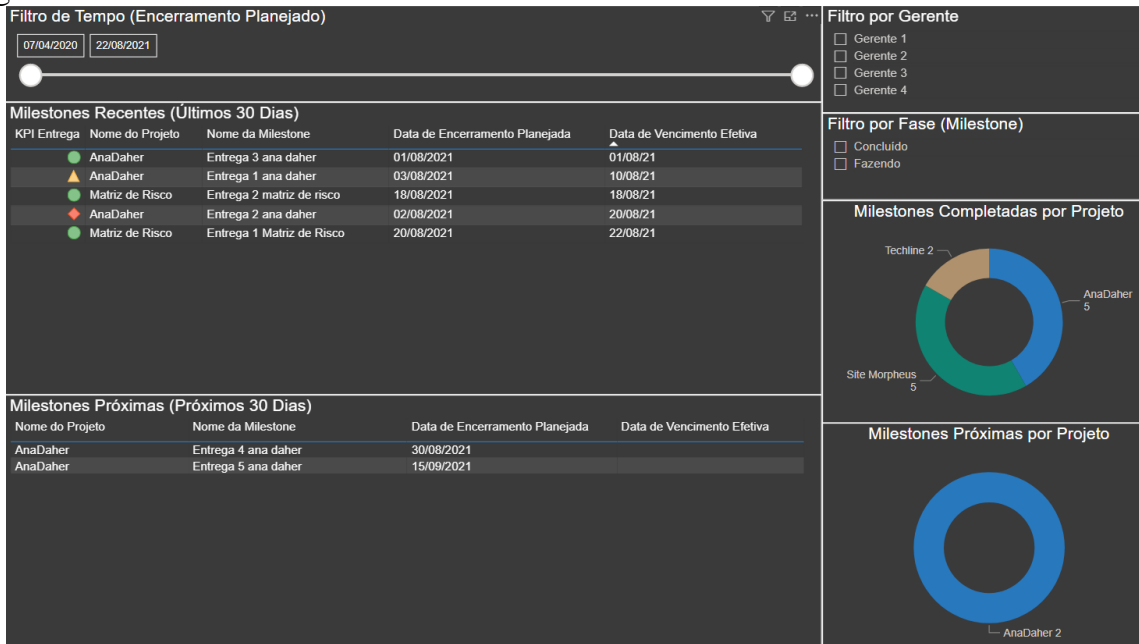 Filtro de Tempo (Encerramento Planejado)
07/04/2020 22/08/2021
Milestones Recentes (Últimos 30 Dias)
KPI Entrega Nome do Projeto Nome da Milestone Data de Encerramento Planejada Data de Vencimento Efetiva
AnaDaher Entrega 3 ana daher 01/08/2021 01/08/21
AnaDaher Entrega 1 ana daher 03/08/2021 10/08/21
Matriz de Risco Entrega 2 matriz de risco 18/08/2021 18/08/21
AnaDaher Entrega 2 ana daher 02/08/2021 20/08/21
Matriz de Risco Entrega 1 Matriz de Risco 20/08/2021 22/08/21
Milestones Próximas (Próximos 30 Dias)
Nome do Projeto Nome da Milestone Data de Encerramento Planejada Data de Vencimento Efetiva
AnaDaher Entrega 4 ana daher 30/08/2021
AnaDaher Entrega 5 ana daher 15/09/2021
Filtro por Gerente
Gerente 1
Gerente 2
Gerente 3
Gerente 4
Filtro por Fase (Milestone)
Concluído
Fazendo
Milestones Completadas por Projeto
Techline 2
AnaDaher
5
Site Morpheus
5
Milestones Próximas por Projeto
AnaDaher 2